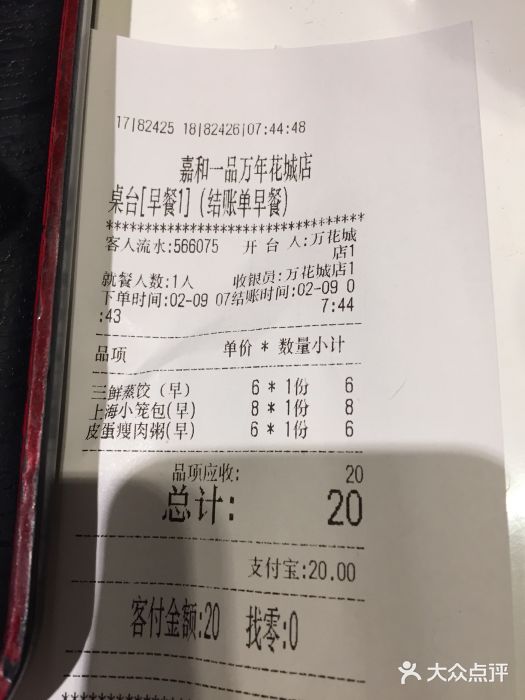 17|82425 18|82426|07:44:48
嘉和一品万年花城店
桌台[早餐1] (结账单早餐)
************************************
客人流水:566075 开 台 人:万花城
店1
就餐人数:1人 收银员:万花城店1
下单时间:02-09 07结账时间:02-09 0
:43 7:44
品项 单价 * 数量小计
三鲜蒸饺 (早) 6 * 1份 6
上海小笼包(早) 8 * 1份 8
皮蛋瘦肉粥(早) 6 * 1份 6
品项应收: 20
总计: 20
支付宝:20.00
客付金额:20 找零:0
大众点评